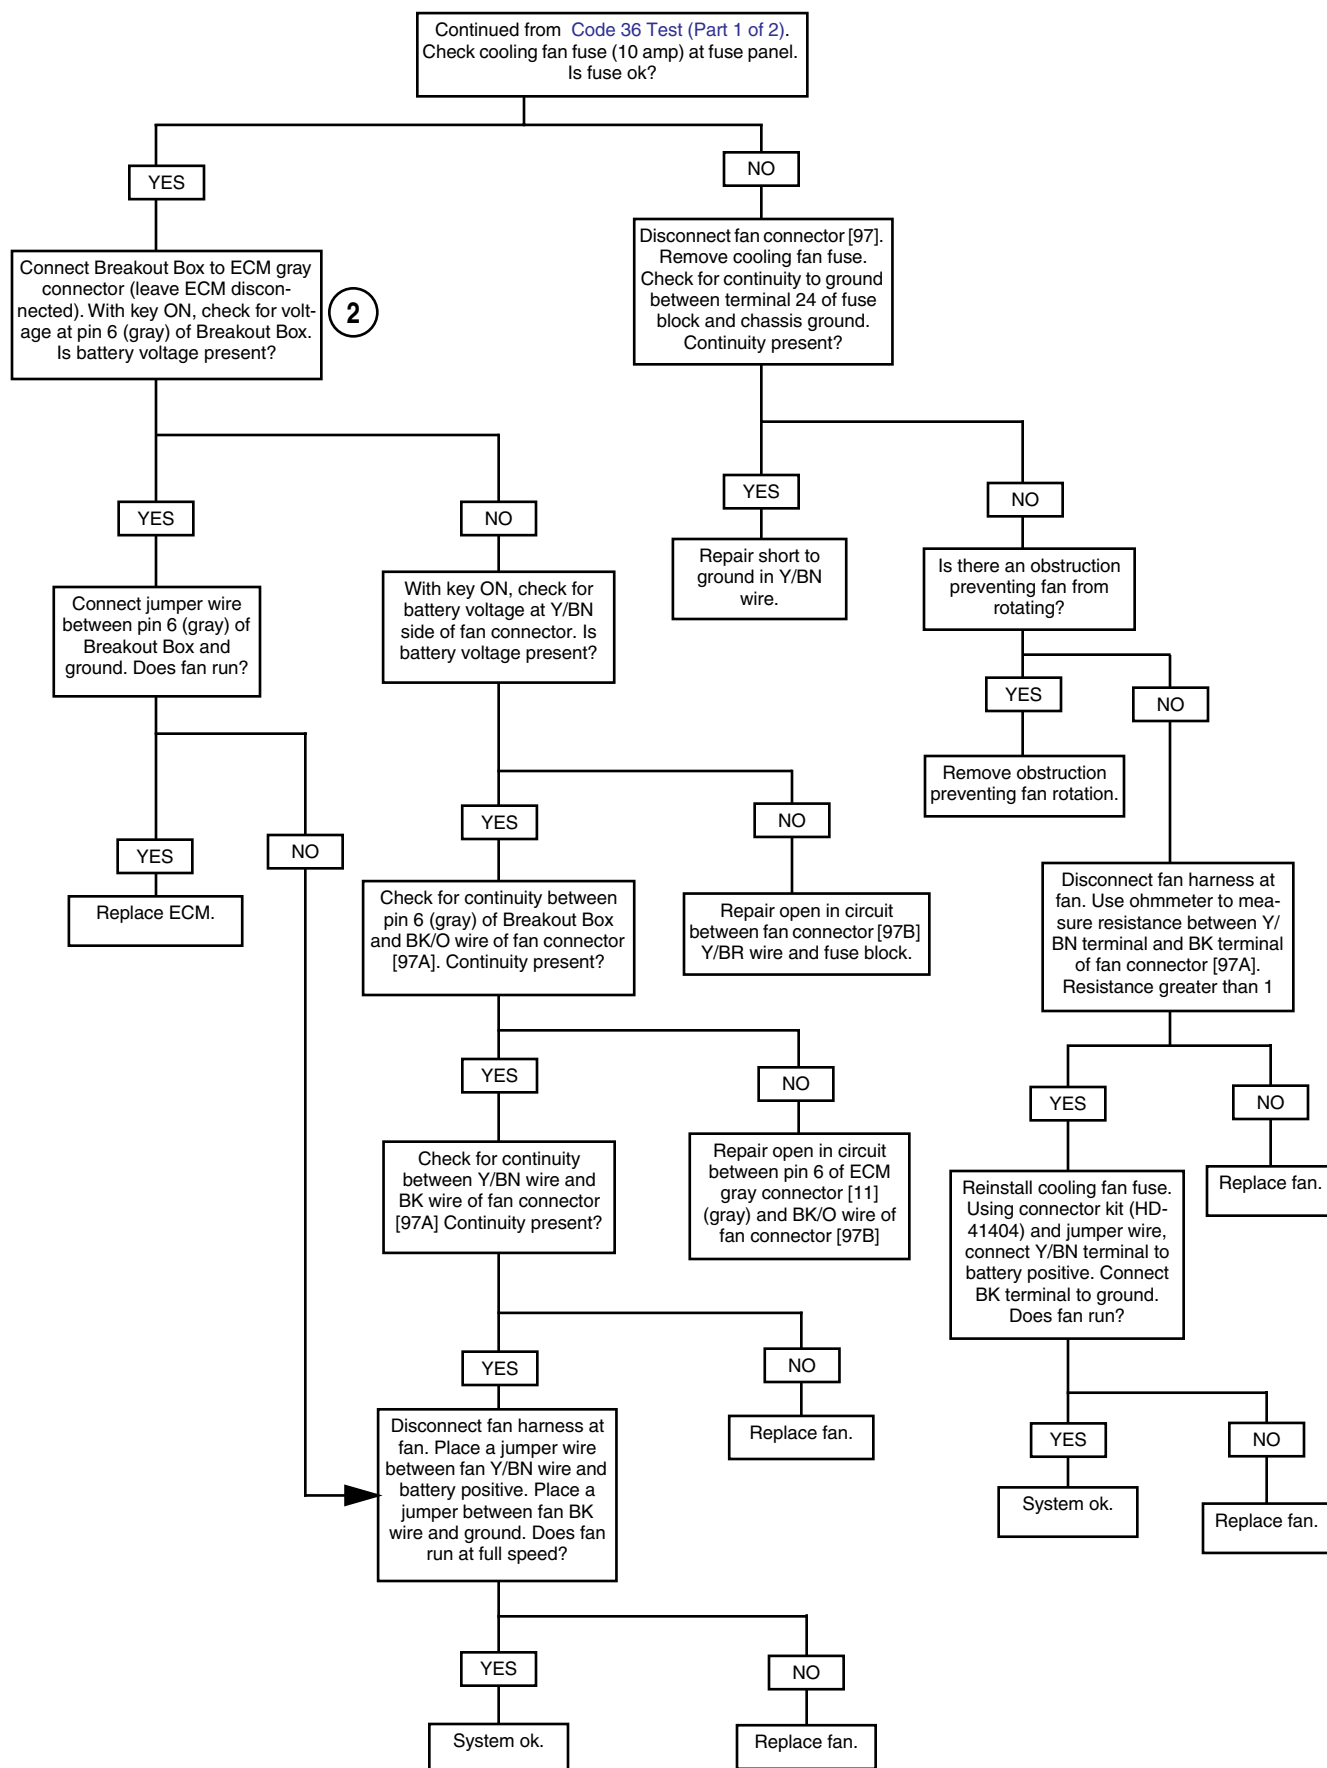 Continued from Code 36 Test (Part 1 of 2).
Check cooling fan fuse (10 amp) at fuse panel.
Is fuse ok?
YES
NO
Connect Breakout Box to ECM gray
connector (leave ECM discon-
nected). With key ON, check for volt-
age at pin 6 (gray) of Breakout Box.
Is battery voltage present?
2
Disconnect fan connector [97].
Remove cooling fan fuse.
Check for continuity to ground
between terminal 24 of fuse
block and chassis ground.
Continuity present?
YES
NO
YES
NO
Connect jumper wire
between pin 6 (gray) of
Breakout Box and
ground. Does fan run?
With key ON, check for
battery voltage at Y/BN
side of fan connector. Is
battery voltage present?
Repair short to
ground in Y/BN
wire.
Is there an obstruction
preventing fan from
rotating?
YES
NO
Remove obstruction
preventing fan rotation.
YES
NO
YES
NO
Replace ECM.
Check for continuity between
pin 6 (gray) of Breakout Box
and BK/O wire of fan connector
[97A]. Continuity present?
Repair open in circuit
between fan connector [97B]
Y/BR wire and fuse block.
Disconnect fan harness at
fan. Use ohmmeter to mea-
sure resistance between Y/
BN terminal and BK terminal
of fan connector [97A].
Resistance greater than 1
YES
NO
YES
NO
Check for continuity
between Y/BN wire and
BK wire of fan connector
[97A] Continuity present?
Repair open in circuit
between pin 6 of ECM
gray connector [11]
(gray) and BK/O wire of
fan connector [97B]
Reinstall cooling fan fuse.
Using connector kit (HD-
41404) and jumper wire,
connect Y/BN terminal to
battery positive. Connect
BK terminal to ground.
Does fan run?
Replace fan.
YES
NO
Disconnect fan harness at
fan. Place a jumper wire
between fan Y/BN wire and
battery positive. Place a
jumper between fan BK
wire and ground. Does fan
run at full speed?
Replace fan.
YES
NO
System ok.
Replace fan.
YES
NO
System ok.
Replace fan.